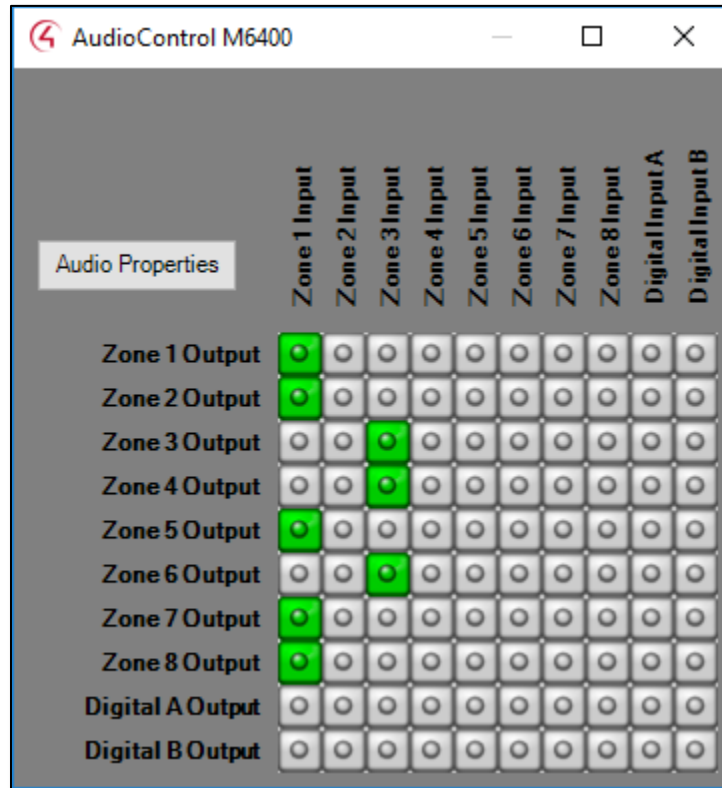 AudioControl M6400
Zone 1 Input
Zone 2 Input
Zone 3 Input
Zone 4 Input
Zone 5 Input
Zone 6 Input
Zone 7 Input
Zone 8 Input
Digital Input A
Digital Input B
Audio Properties
Zone 1 Output
Zone 2 Output
Zone 3 Output
Zone 4 Output
Zone 5 Output
Zone 6 Output
Zone 7 Output
Zone 8 Output
Digital A Output
Digital B Output